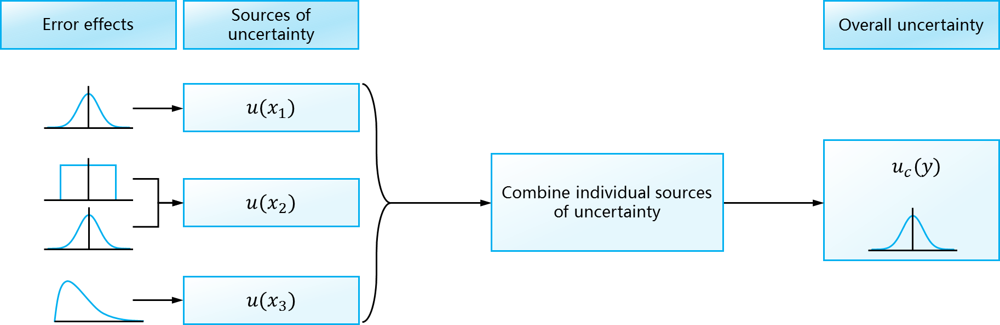 Error effects
Sources of
uncertainty
Overall uncertainty
u(x₁)
u(x₂)
u(x₃)
Combine individual sources
of uncertainty
u_c(y)